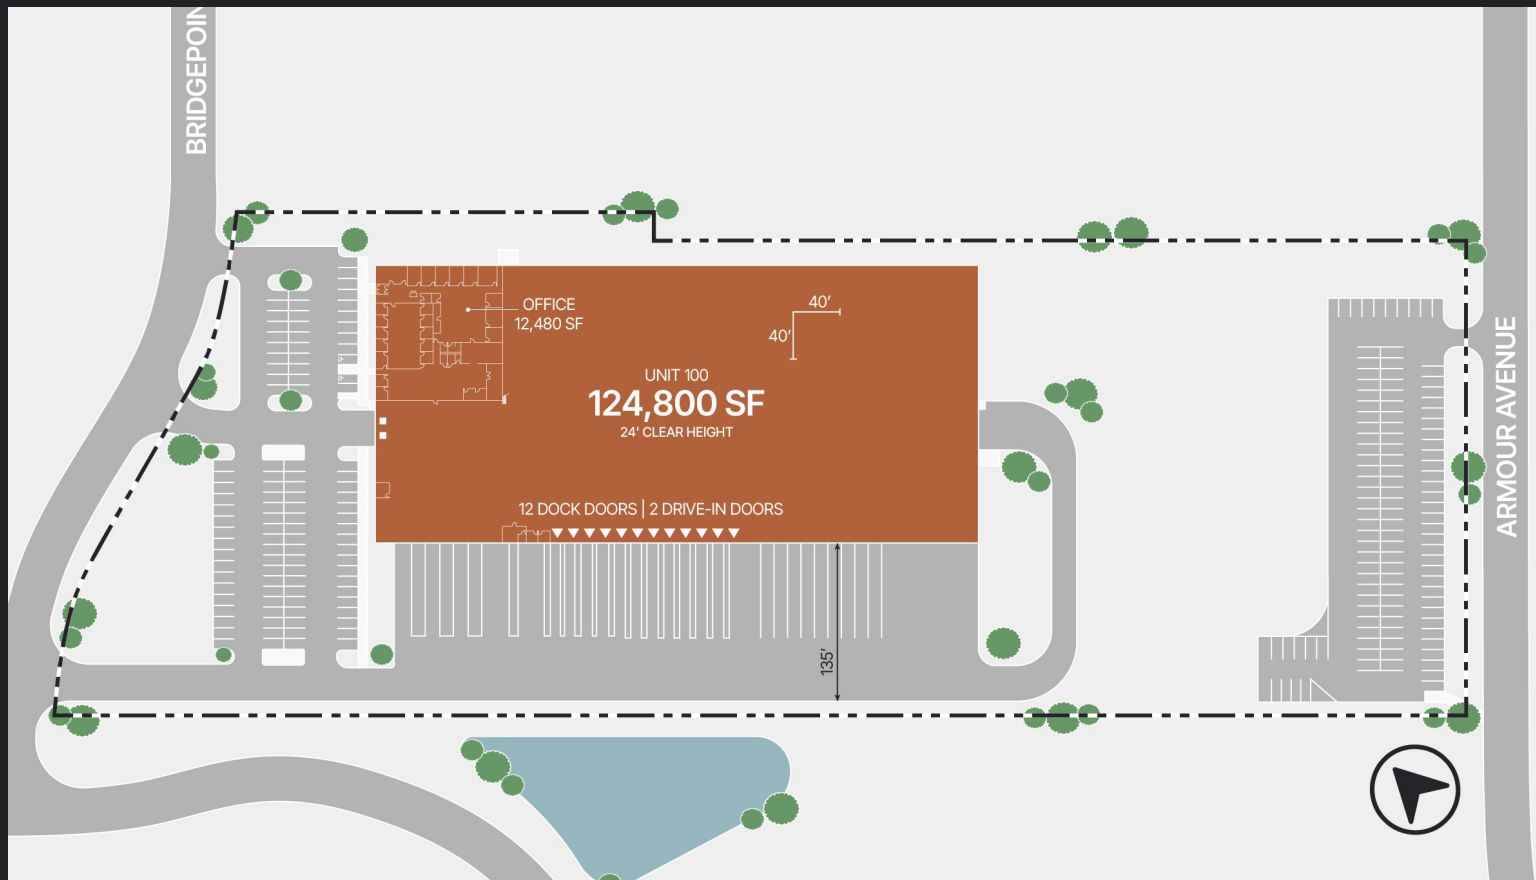 BRIDGEPOIN
OFFICE
12,480 SF
40’
40’
UNIT 100
124,800 SF
24' CLEAR HEIGHT
12 DOCK DOORS | 2 DRIVE-IN DOORS
135’
ARMOUR AVENUE